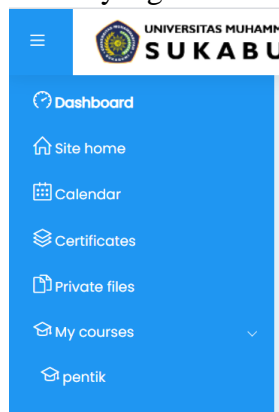 UNIVERSITAS MUHAMM
SUKABU
Dashboard
Site home
Calendar
Certificates
Private files
My courses
pentik